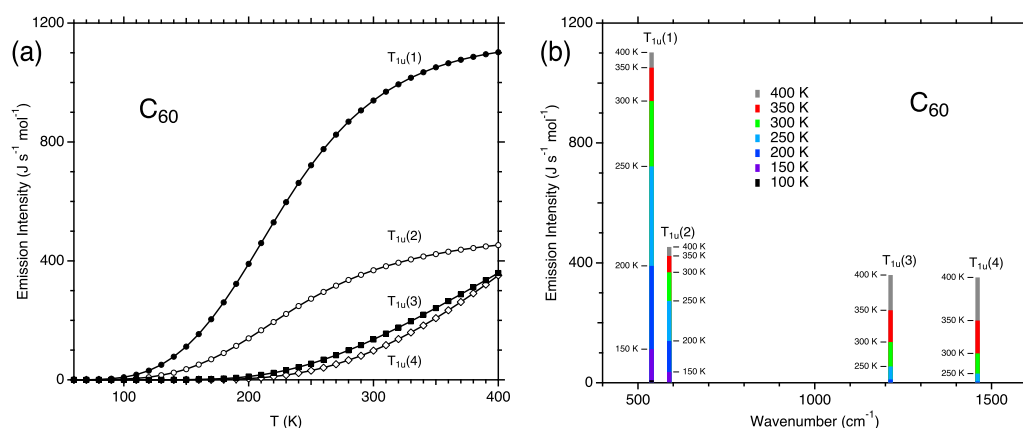 (a)
C60
T1u(1)
T1u(2)
T1u(3)
T1u(4)
1200
800
400
0
Emission Intensity (J s-1 mol-1)
100
200
300
400
T (K)
(b)
C60
T1u(1)
400 K
350 K
300 K
250 K
200 K
150 K
T1u(2)
400 K
350 K
300 K
250 K
200 K
150 K
400 K
350 K
300 K
250 K
200 K
150 K
100 K
T1u(3)
400 K
350 K
300 K
250 K
T1u(4)
400 K
350 K
300 K
250 K
1200
800
400
0
Emission Intensity (J s-1 mol-1)
500
1000
1500
Wavenumber (cm-1)